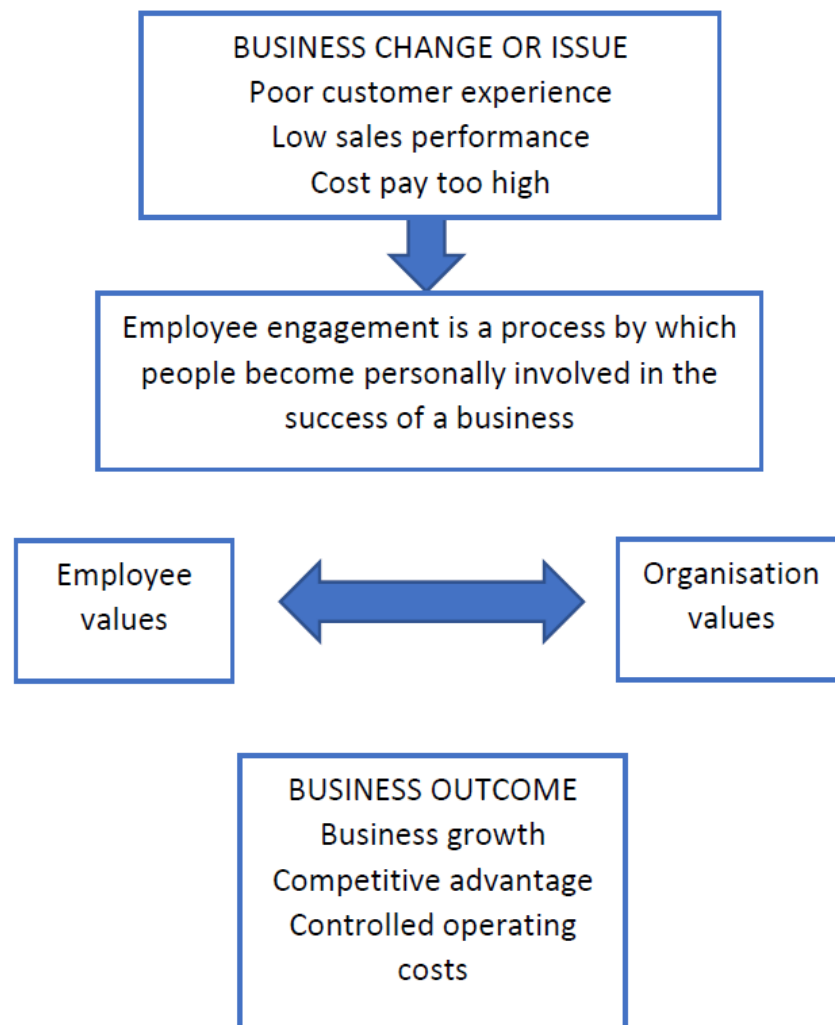 BUSINESS CHANGE OR ISSUE
Poor customer experience
Low sales performance
Cost pay too high
Employee engagement is a process by which
people become personally involved in the
success of a business
Employee
values
Organisation
values
BUSINESS OUTCOME
Business growth
Competitive advantage
Controlled operating
costs